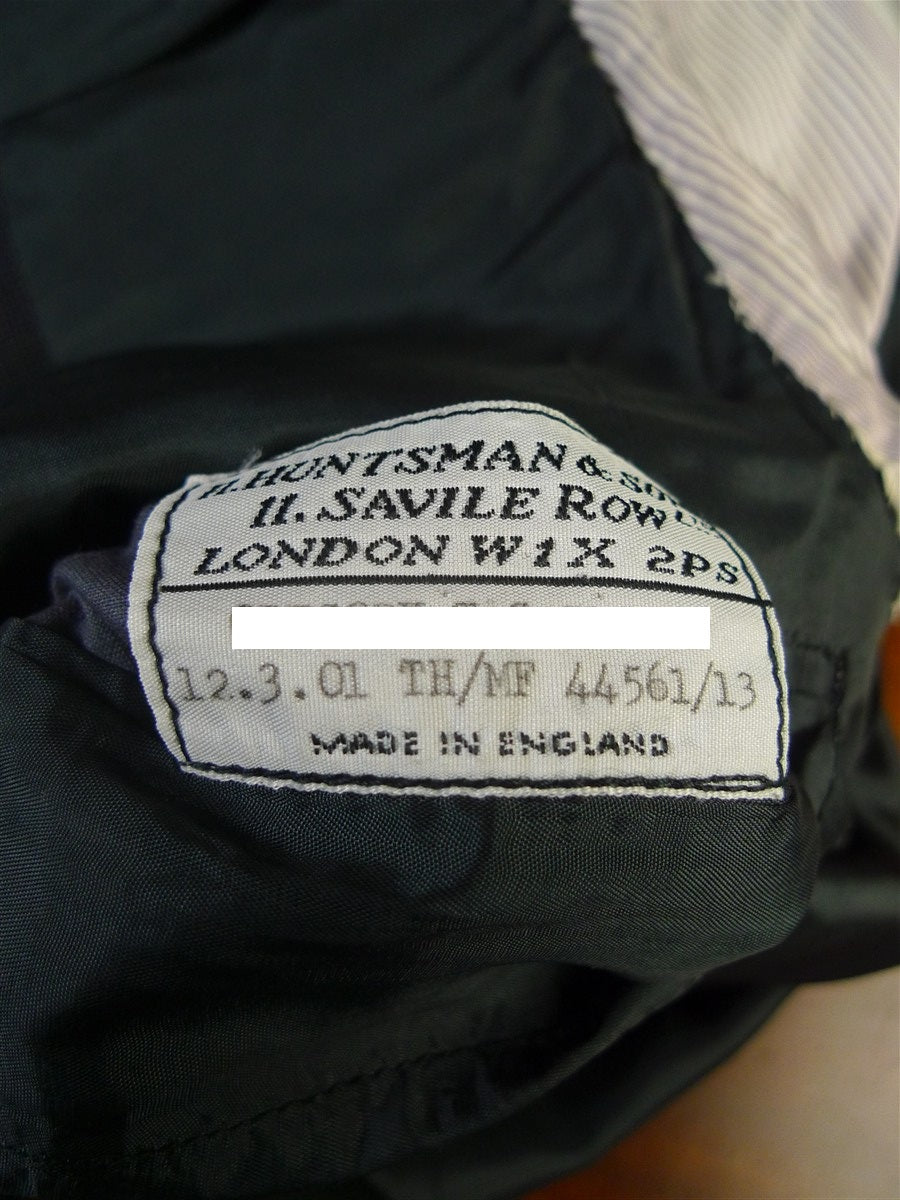 H. HUNTSMAN & SONS
11. SAVILE ROW
LONDON W1X 2PS
12.3.01 TH/MF 44561/13
MADE IN ENGLAND